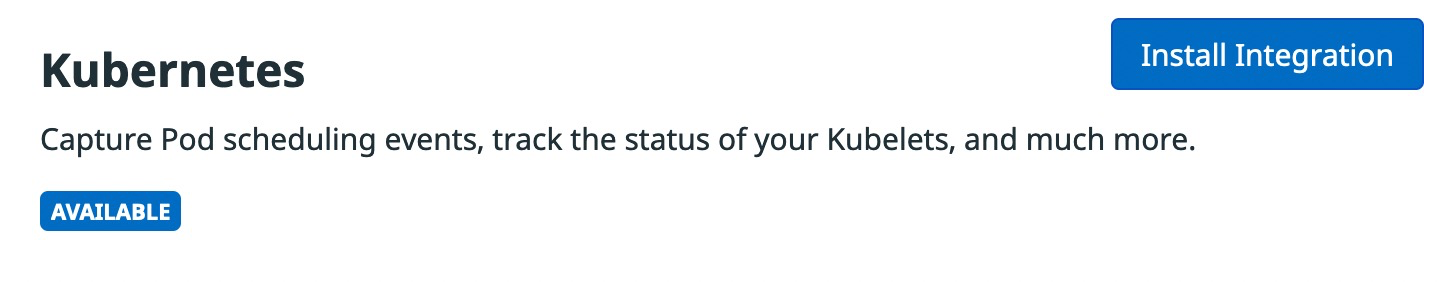 Kubernetes
Install Integration
Capture Pod scheduling events, track the status of your Kubelets, and much more.
AVAILABLE